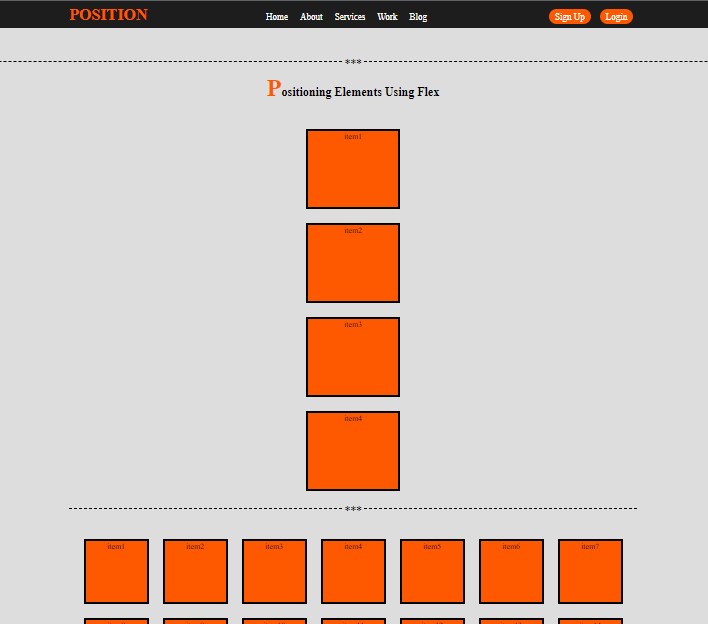 POSITION Home About Services Work Blog Sign Up Login
***
Positioning Elements Using Flex
item1
item2
item3
item4
***
item1 item2 item3 item4 item5 item6 item7